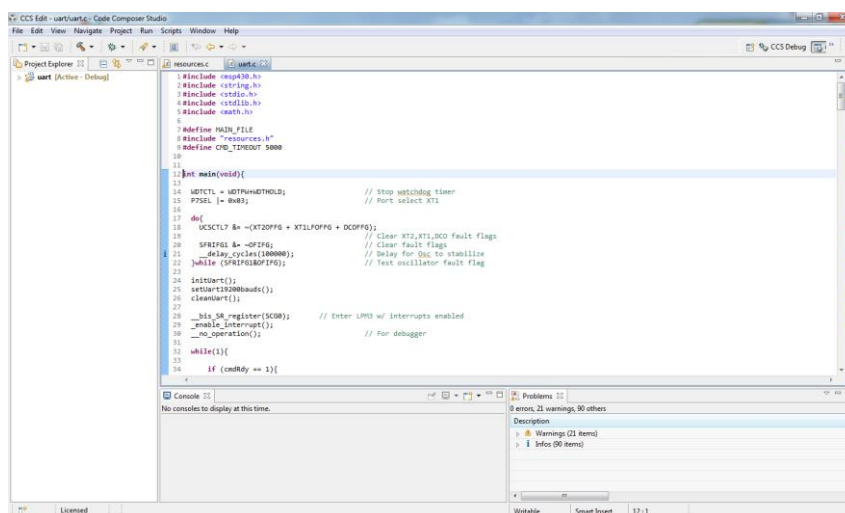 CCS Edit - uart/uart.c - Code Composer Studio
File Edit View Navigate Project Run Scripts Window Help
CCS Debug
Project Explorer
resources.c uart.c
uart [Active - Debug]
1 #include <msp430.h>
2 #include <string.h>
3 #include <stdio.h>
4 #include <stdlib.h>
5 #include <math.h>
6
7 #define MAIN_FILE
8 #include "resources.h"
9 #define CMD_TIMEOUT 5000
10
11
12 int main(void){
13
14 WDTCTL = WDTPW+WDTHOLD; // Stop watchdog timer
15 P7SEL |= 0x03; // Port select XT1
16
17 do{
18 UCSCTL7 &= ~(XT2OFFG + XT1LFOFFG + DCOFFG);
19 // Clear XT2,XT1,DCO fault flags
20 SFRIFG1 &= ~OFIFG; // Clear fault flags
21 __delay_cycles(100000); // Delay for Osc to stabilize
22 }while (SFRIFG1&OFIFG); // Test oscillator fault flag
23
24 initUart();
25 setUart19200bauds();
26 cleanUart();
27
28 __bis_SR_register(SCG0); // Enter LPM3 w/ interrupts enabled
29 _enable_interrupt();
30 __no_operation(); // For debugger
31
32 while(1){
33
34 if (cmdRdy == 1){
Console
No consoles to display at this time.
Problems
0 errors, 21 warnings, 90 others
Description
Warnings (21 items)
Infos (90 items)
Licensed
Writable Smart Insert 12 : 1